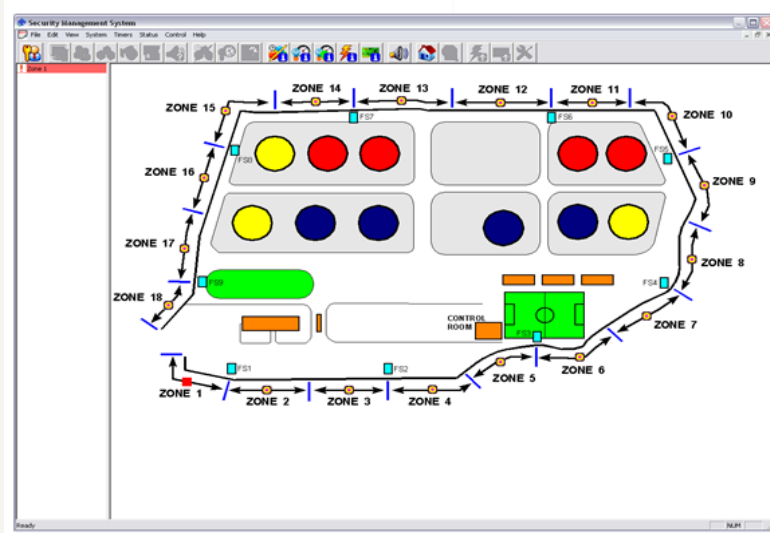 Security Management System
File Edit View System Timers Status Control Help
! Zone 1
ZONE 14
ZONE 13
ZONE 12
ZONE 11
ZONE 15
ZONE 10
FS7
FS6
FS8
FS5
ZONE 16
ZONE 9
ZONE 17
ZONE 8
FS9
FS4
ZONE 18
CONTROL
ROOM
ZONE 7
FS3
FS1
FS2
ZONE 5
ZONE 6
ZONE 1
ZONE 2
ZONE 3
ZONE 4
Ready
NUM